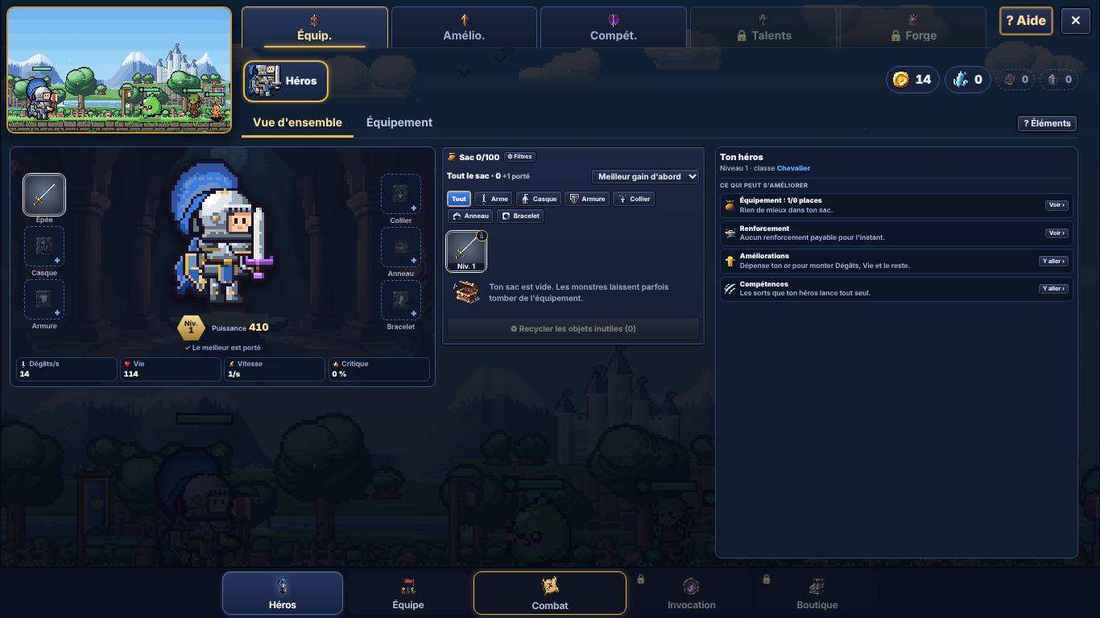 Équip.
Amélio.
Compét.
Talents
Forge
? Aide
✕
Héros
14
0
0
0
Vue d'ensemble
Équipement
? Éléments
Épée
Casque
Armure
Collier
Anneau
Bracelet
Niv.
1
Puissance 410
✓ Le meilleur est porté
Dégâts/s
14
Vie
114
Vitesse
1/s
Critique
0 %
Sac 0/100
Filtres
Tout le sac · 0 +1 porté
Meilleur gain d'abord
Tout
Arme
Casque
Armure
Collier
Anneau
Bracelet
Niv. 1
Ton sac est vide. Les monstres laissent parfois
tomber de l'équipement.
Recycler les objets inutiles (0)
Ton héros
Niveau 1 · classe Chevalier
CE QUI PEUT S'AMÉLIORER
Équipement : 1/6 places
Rien de mieux dans ton sac.
Voir ›
Renforcement
Aucun renforcement payable pour l'instant.
Voir ›
Améliorations
Dépense ton or pour monter Dégâts, Vie et le reste.
Y aller ›
Compétences
Les sorts que ton héros lance tout seul.
Y aller ›
Héros
Équipe
Combat
Invocation
Boutique